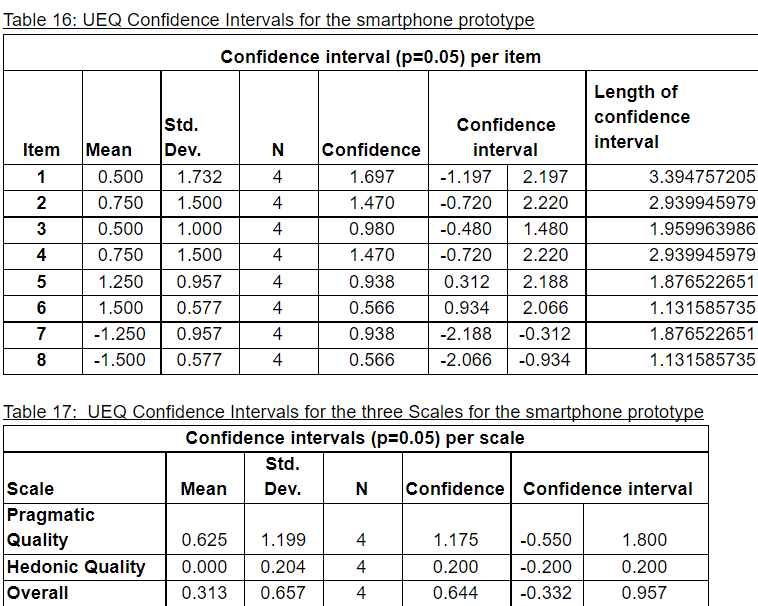 Table 16: UEQ Confidence Intervals for the smartphone prototype
Confidence interval (p=0.05) per item
Item Mean Std. Dev. N Confidence Confidence interval Length of confidence interval
1 0.500 1.732 4 1.697 -1.197 2.197 3.394757205
2 0.750 1.500 4 1.470 -0.720 2.220 2.939945979
3 0.500 1.000 4 0.980 -0.480 1.480 1.959963986
4 0.750 1.500 4 1.470 -0.720 2.220 2.939945979
5 1.250 0.957 4 0.938 0.312 2.188 1.876522651
6 1.500 0.577 4 0.566 0.934 2.066 1.131585735
7 -1.250 0.957 4 0.938 -2.188 -0.312 1.876522651
8 -1.500 0.577 4 0.566 -2.066 -0.934 1.131585735
Table 17: UEQ Confidence Intervals for the three Scales for the smartphone prototype
Confidence intervals (p=0.05) per scale
Scale Mean Std. Dev. N Confidence Confidence interval
Pragmatic Quality 0.625 1.199 4 1.175 -0.550 1.800
Hedonic Quality 0.000 0.204 4 0.200 -0.200 0.200
Overall 0.313 0.657 4 0.644 -0.332 0.957